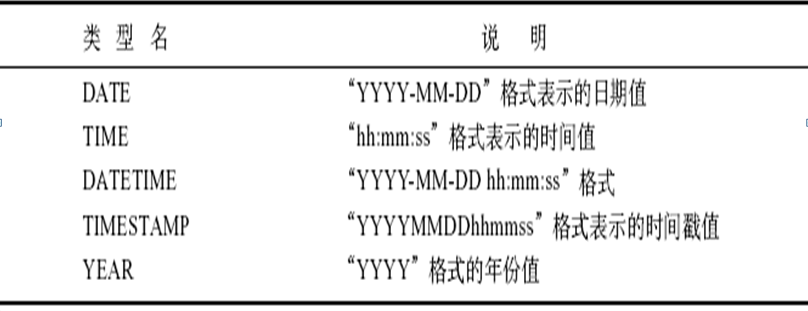 类 型 名 说 明
DATE “YYYY-MM-DD”格式表示的日期值
TIME “hh:mm:ss”格式表示的时间值
DATETIME “YYYY-MM-DD hh:mm:ss”格式
TIMESTAMP “YYYYMMDDhhmmss”格式表示的时间戳值
YEAR “YYYY”格式的年份值